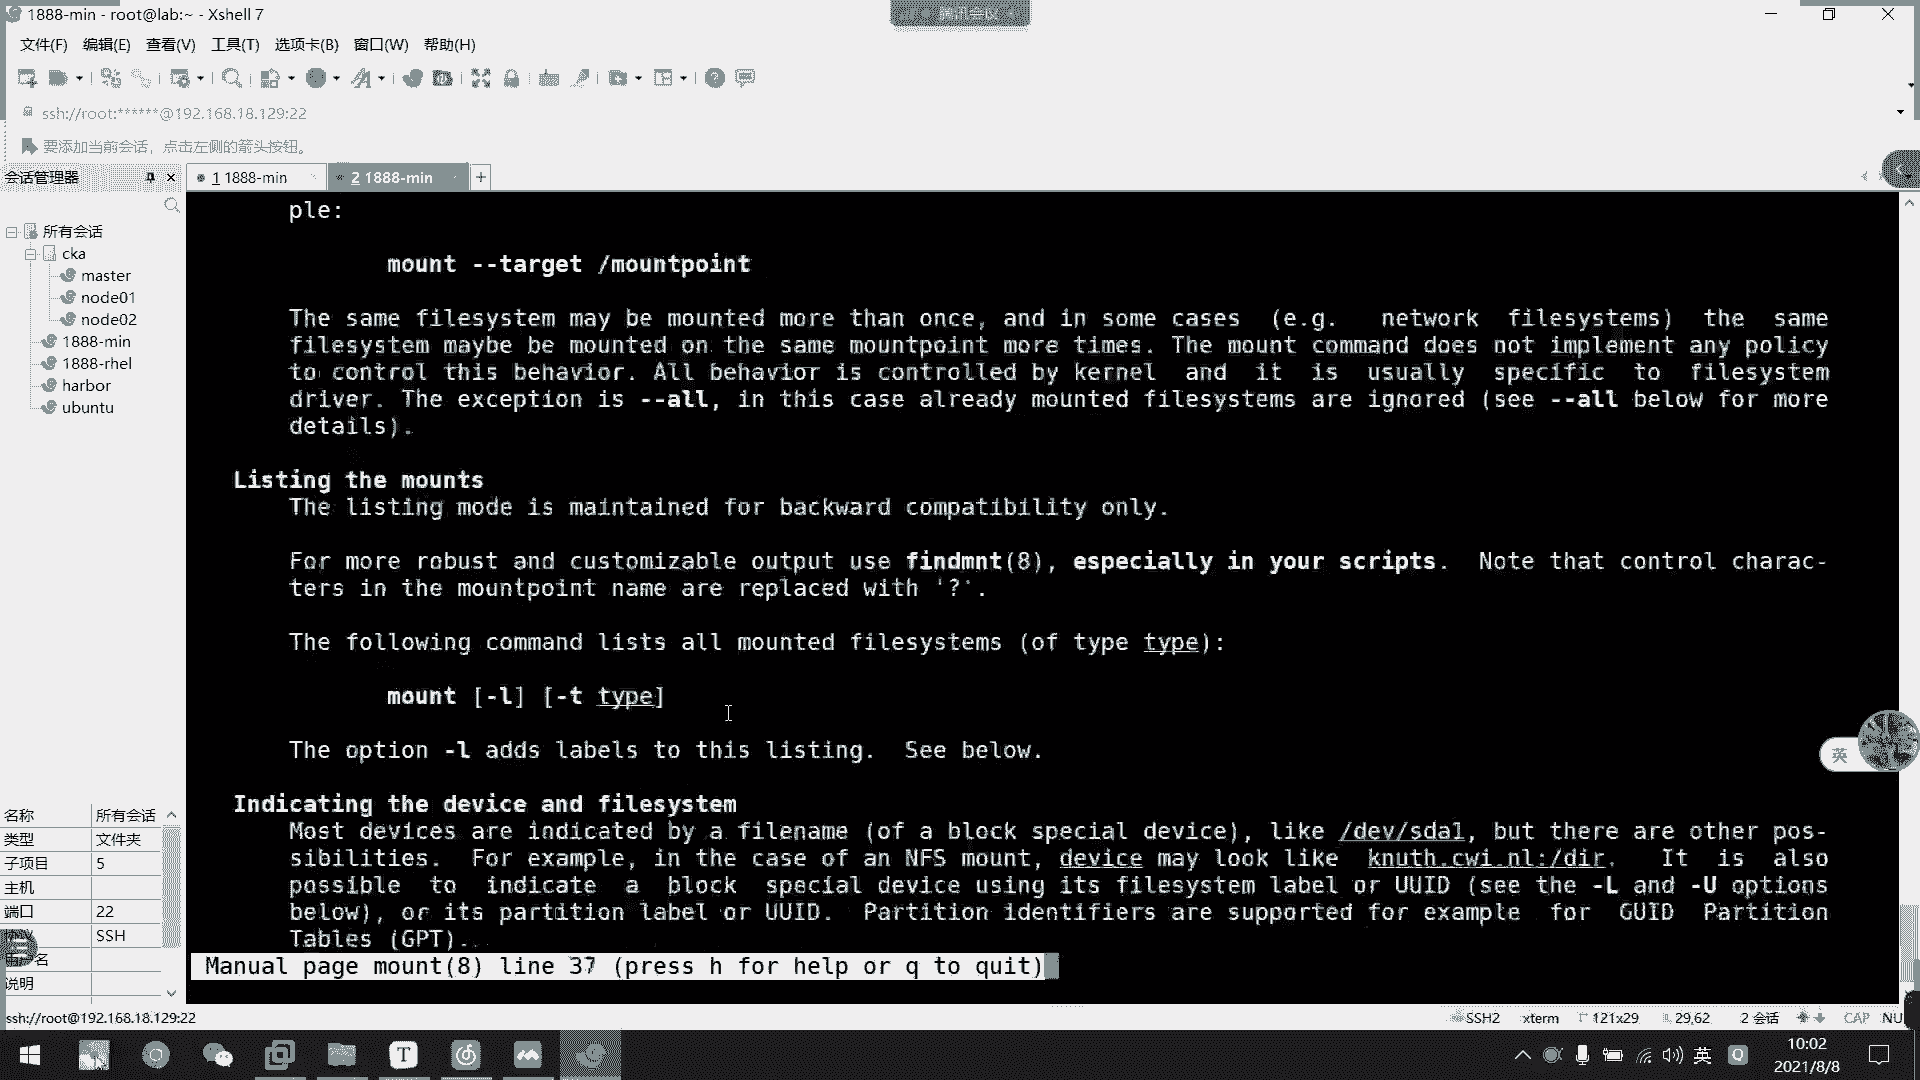 1888-min - root@lab:~ - Xshell 7
腾讯会议
文件(F) 编辑(E) 查看(V) 工具(T) 选项卡(B) 窗口(W) 帮助(H)
ssh://root:******@192.168.18.129:22
要添加当前会话，点击左侧的箭头按钮。
会话管理器
1 1888-min
2 1888-min
+
所有会话
cka
master
node01
node02
1888-min
1888-rhel
harbor
ubuntu
名称 所有会话
类型 文件夹
子项目 5
主机
端口 22
SSH
说明
ple:
mount --target /mountpoint
The same filesystem may be mounted more than once, and in some cases (e.g. network filesystems) the same
filesystem maybe be mounted on the same mountpoint more times. The mount command does not implement any policy
to control this behavior. All behavior is controlled by kernel and it is usually specific to filesystem
driver. The exception is --all, in this case already mounted filesystems are ignored (see --all below for more
details).
Listing the mounts
The listing mode is maintained for backward compatibility only.
For more robust and customizable output use findmnt(8), especially in your scripts. Note that control charac-
ters in the mountpoint name are replaced with '?'.
The following command lists all mounted filesystems (of type type):
mount [-l] [-t type]
The option -l adds labels to this listing. See below.
Indicating the device and filesystem
Most devices are indicated by a filename (of a block special device), like /dev/sda1, but there are other pos-
sibilities. For example, in the case of an NFS mount, device may look like knuth.cwi.nl:/dir. It is also
possible to indicate a block special device using its filesystem label or UUID (see the -L and -U options
below), or its partition label or UUID. Partition identifiers are supported for example for GUID Partition
Tables (GPT).
Manual page mount(8) line 37 (press h for help or q to quit)
英
ssh://root@192.168.18.129:22
SSH2 xterm 121x29 29,62 2 会话 CAP NU
英
10:02
2021/8/8